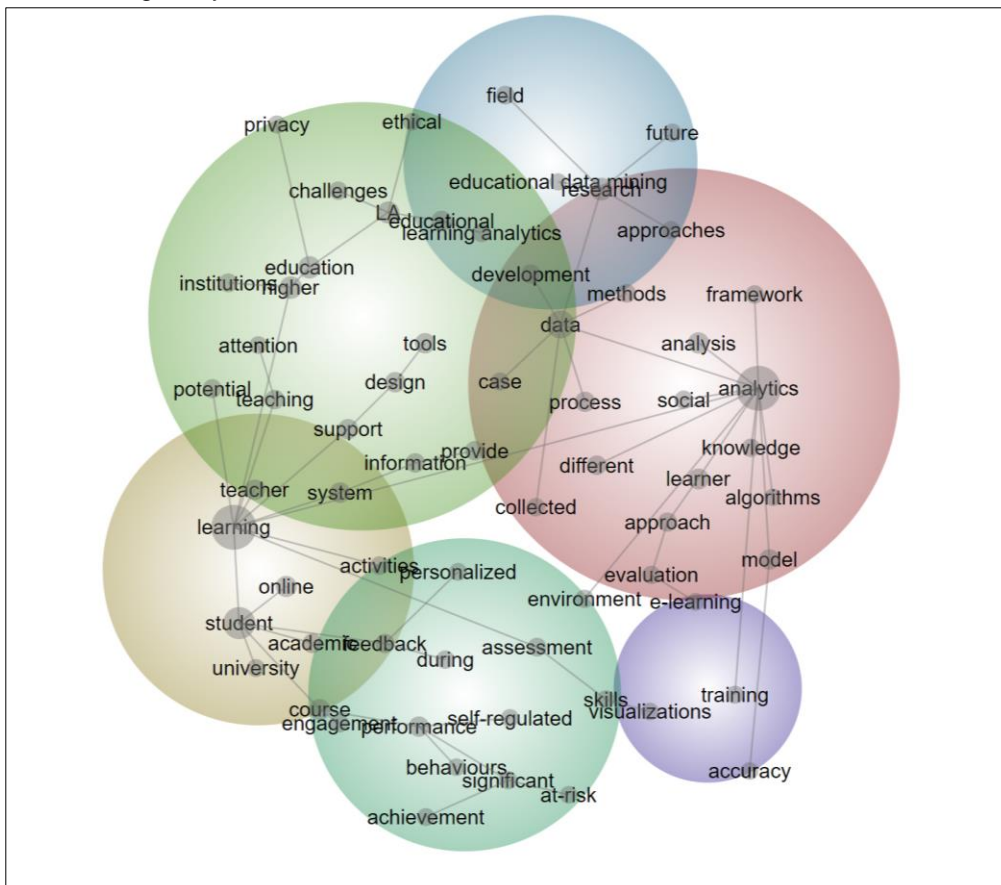 field
privacy
ethical
future
educational data mining
challenges
research
LA
educational
approaches
learning analytics
education
development
institutions
higher
methods
framework
data
attention
tools
analysis
potential
design
case
analytics
teaching
process
social
support
provide
knowledge
information
different
learner
teacher
system
algorithms
collected
learning
approach
activities
personalized
evaluation
model
online
environment
e-learning
student
academic
feedback
assessment
university
during
training
skills
course
visualizations
engagement
self-regulated
performance
behaviours
accuracy
significant
at-risk
achievement